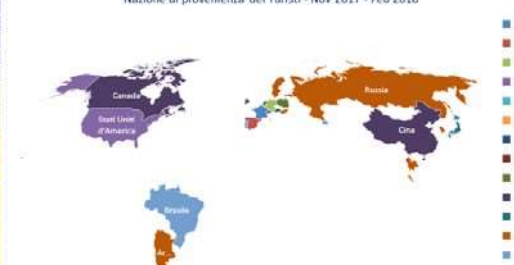 Nazione di provenienza dei Turisti - Nov 2017 - Feb 2018
Canada
Russia
Stati Uniti
d'America
Cina
Brasile
Ar...